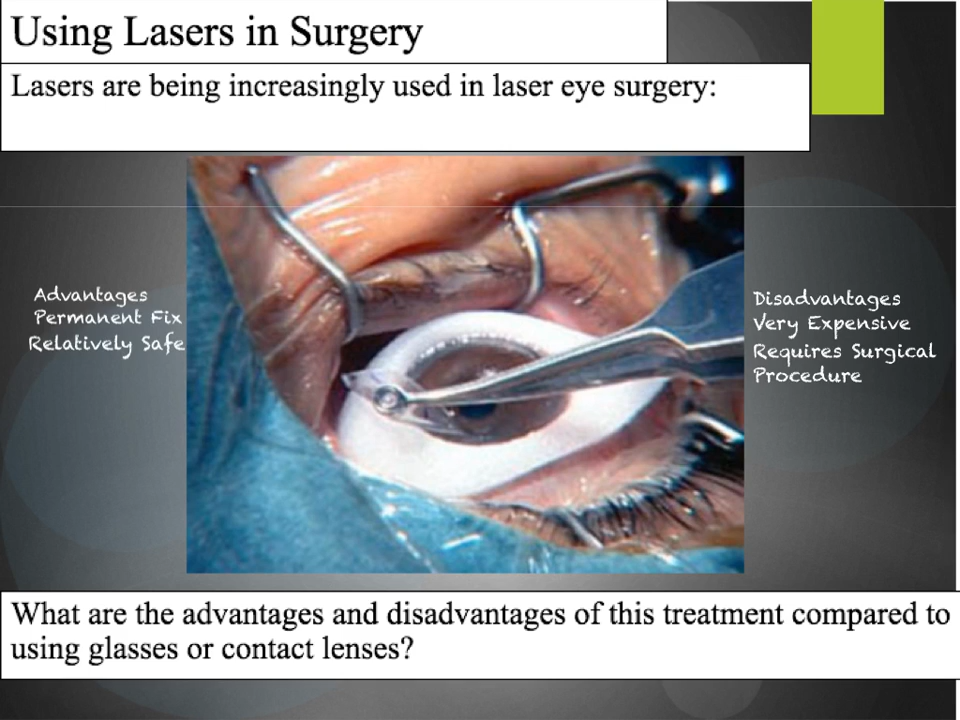 Using Lasers in Surgery
Lasers are being increasingly used in laser eye surgery:
Advantages
Permanent Fix
Relatively Safe
Disadvantages
Very Expensive
Requires Surgical
Procedure
What are the advantages and disadvantages of this treatment compared to
using glasses or contact lenses?